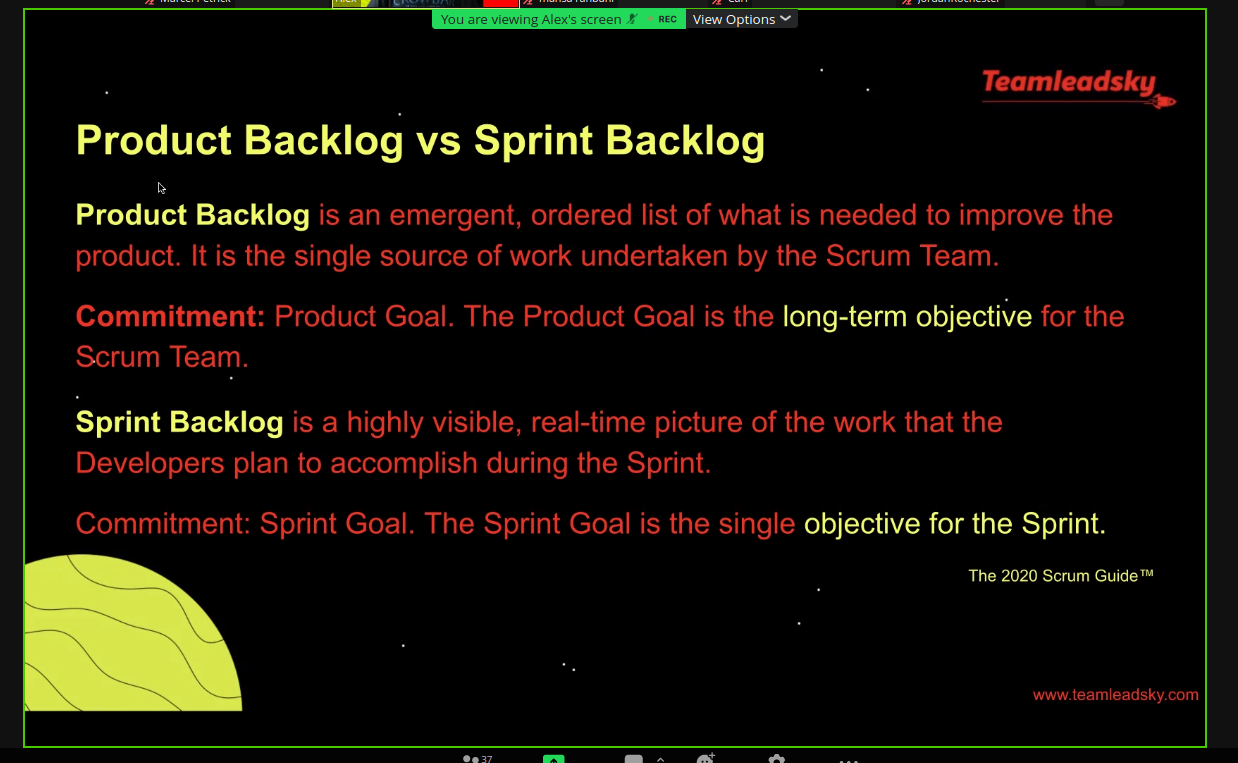 Marcel Petrick
Alex
You are viewing Alex's screen
REC
View Options
Teamleadsky
Product Backlog vs Sprint Backlog
Product Backlog is an emergent, ordered list of what is needed to improve the
product. It is the single source of work undertaken by the Scrum Team.
Commitment: Product Goal. The Product Goal is the long-term objective for the
Scrum Team.
Sprint Backlog is a highly visible, real-time picture of the work that the
Developers plan to accomplish during the Sprint.
Commitment: Sprint Goal. The Sprint Goal is the single objective for the Sprint.
The 2020 Scrum Guide™
www.teamleadsky.com
37